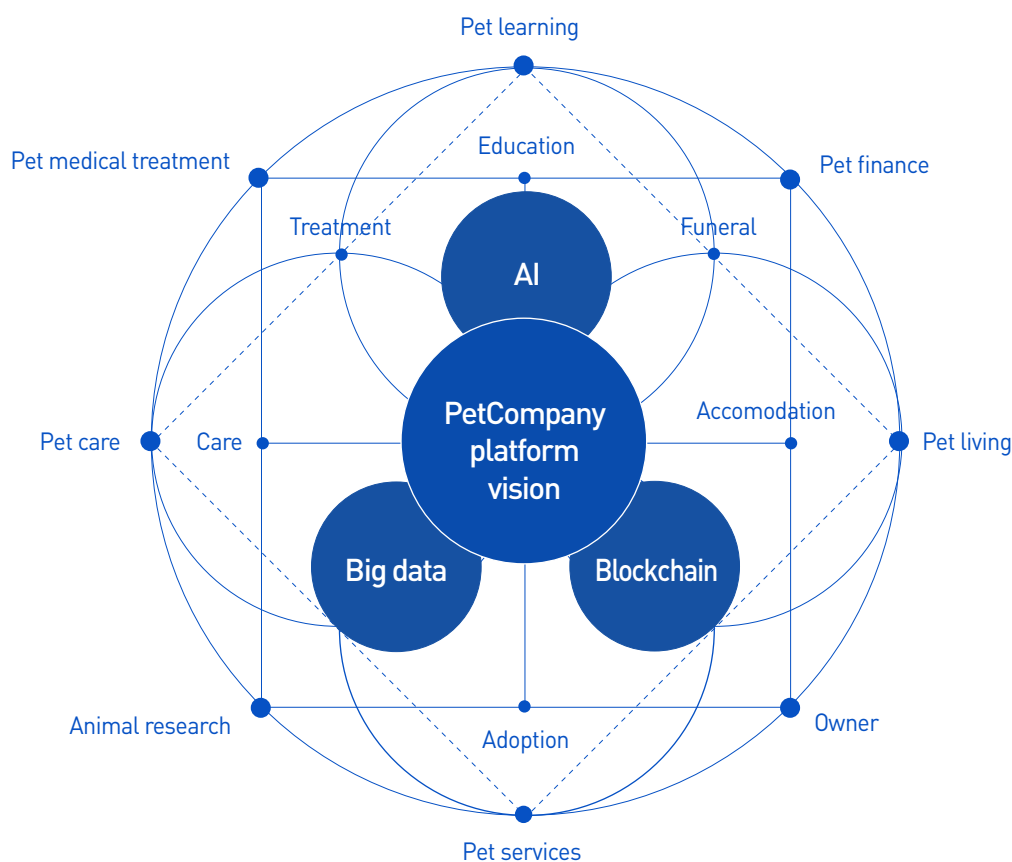 Pet learning
Education
Pet medical treatment
Pet finance
Treatment
Funeral
AI
PetCompany
platform
vision
Accomodation
Pet care
Care
Pet living
Big data
Blockchain
Animal research
Adoption
Owner
Pet services